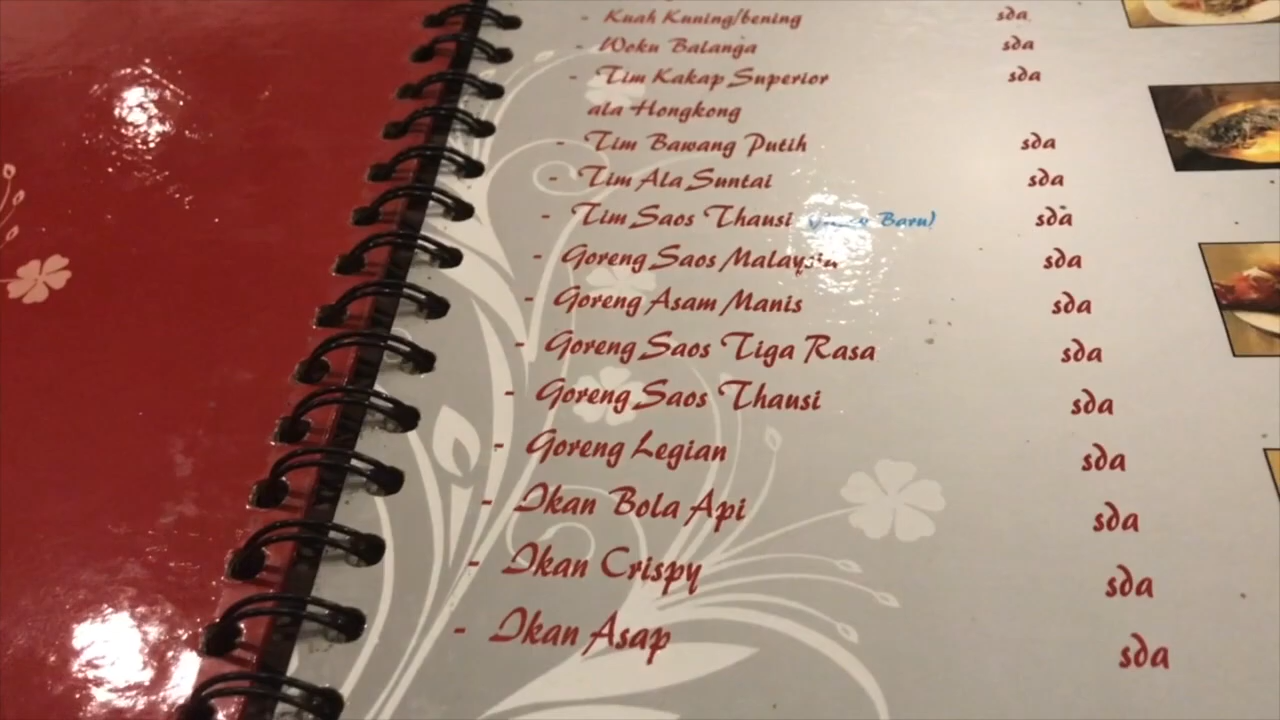 - Kuah Kuning/bening sda
- Woku Balanga sda
- Tim Kakap Superior sda
ala Hongkong
- Tim Bawang Putih sda
- Tim Ala Suntai sda
- Tim Saos Thausi Baru) sda
- Goreng Saos Malaysia sda
- Goreng Asam Manis sda
- Goreng Saos Tiga Rasa sda
- Goreng Saos Thausi sda
- Goreng Legian sda
- Ikan Bola Api sda
- Ikan Crispy sda
- Ikan Asap sda